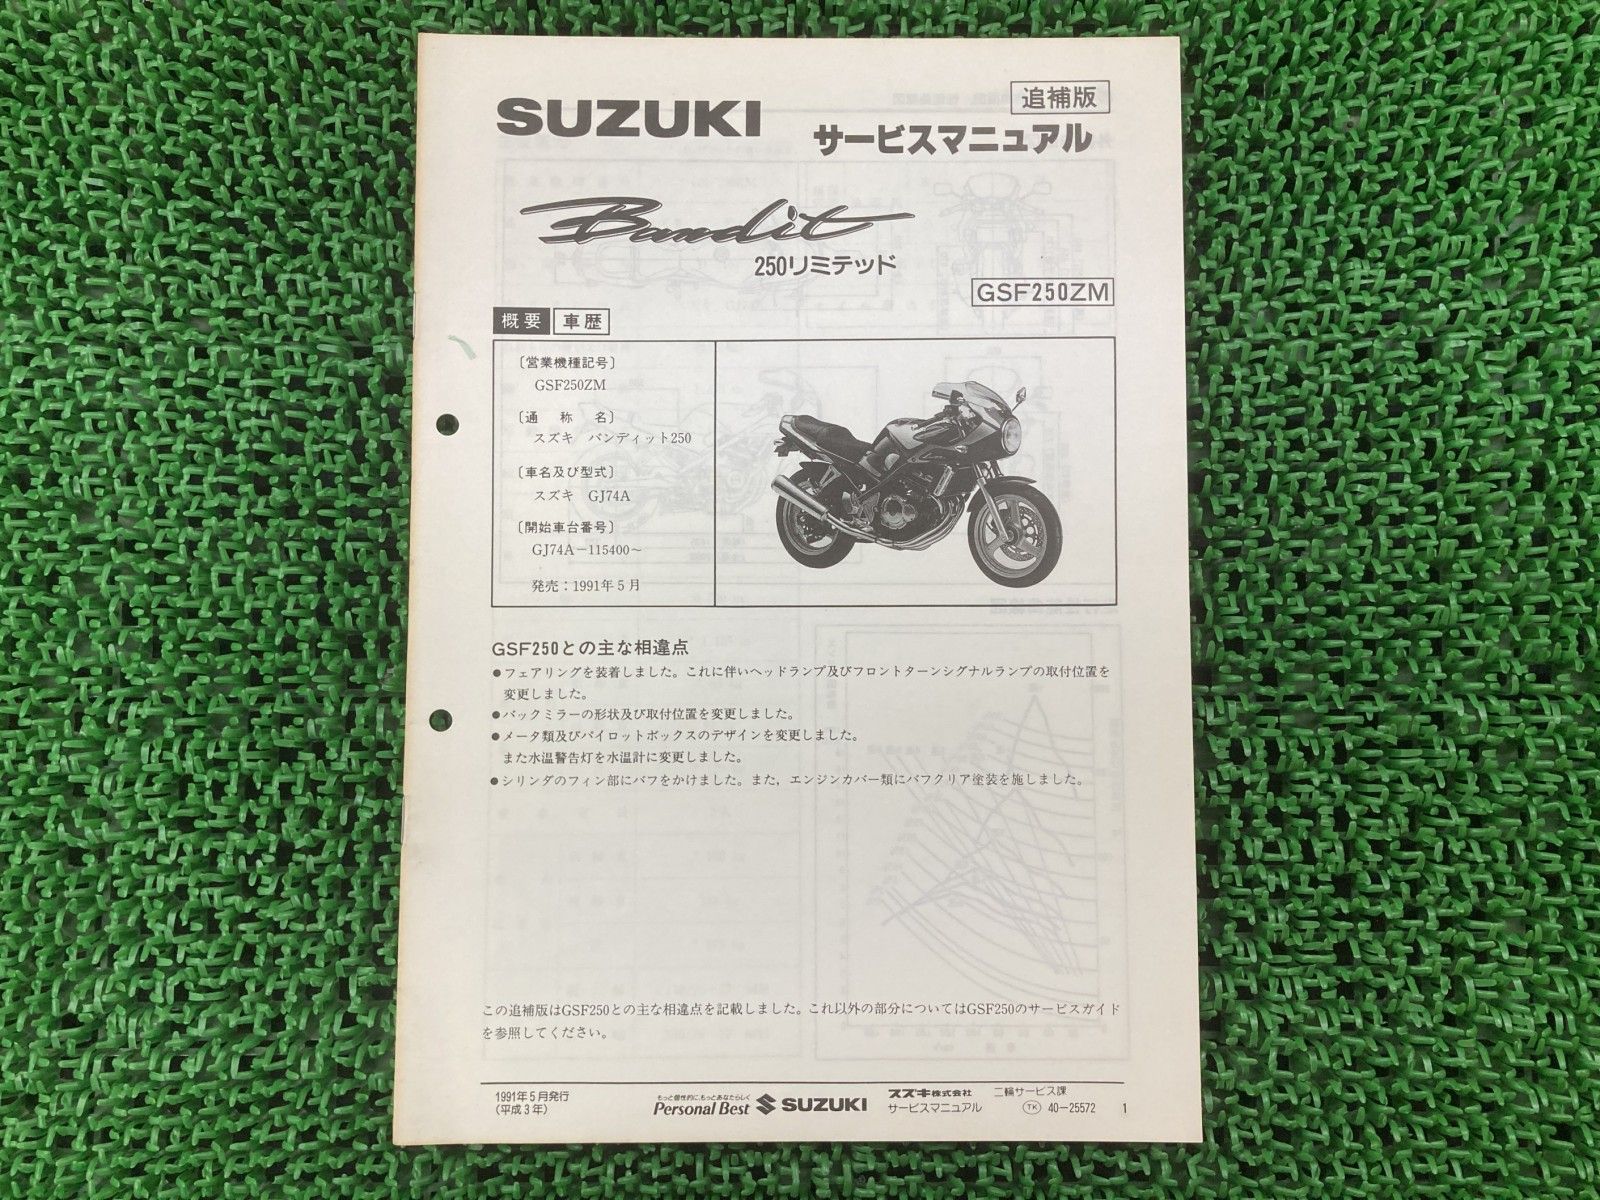 SUZUKI
追補版
サービスマニュアル
Bandit
250リミテッド
GSF250ZM
概要 車歴
〔営業機種記号〕
GSF250ZM
〔通 称 名〕
スズキ バンディット250
〔車名及び型式〕
スズキ GJ74A
〔開始車台番号〕
GJ74A-115400~
発売:1991年5月
GSF250との主な相違点
●フェアリングを装着しました。これに伴いヘッドランプ及びフロントターンシグナルランプの取付位置を
変更しました。
●バックミラーの形状及び取付位置を変更しました。
●メータ類及びパイロットボックスのデザインを変更しました。
また水温警告灯を水温計に変更しました。
●シリンダのフィン部にバフをかけました。また,エンジンカバー類にバフクリア塗装を施しました。
この追補版はGSF250との主な相違点を記載しました。これ以外の部分についてはGSF250のサービスガイド
を参照してください。
1991年5月発行
(平成3年)
もっと個性的に、もっとあなたらしく
Personal Best SUZUKI
スズキ株式会社 二輪サービス課
サービスマニュアル TK 40-25572 1